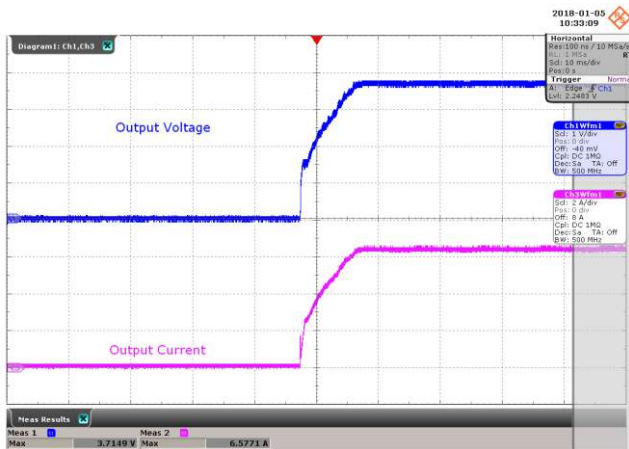 2018-01-05
10:33:09
Diagram1: Ch1,Ch3
Horizontal
Res:100 ns / 10 MSa/s
RL: 1 MSa
Scl: 10 ms/div
Pos:0 s
Trigger Norma
A: Edge Ch1
Lvl: 2.2483 V
Output Voltage
Ch1Wfm1
Scl: 1 V/div
Pos: 0 div
Off: -40 mV
Cpl: DC 1MΩ
Dec:Sa TA: Off
BW: 500 MHz
Ch3Wfm1
Scl: 2 A/div
Pos: 0 div
Off: 8 A
Cpl: DC 1MΩ
Dec:Sa TA: Off
BW: 500 MHz
Output Current
Meas Results
Meas 1 Meas 2
Max 3.7149 V Max 6.5771 A